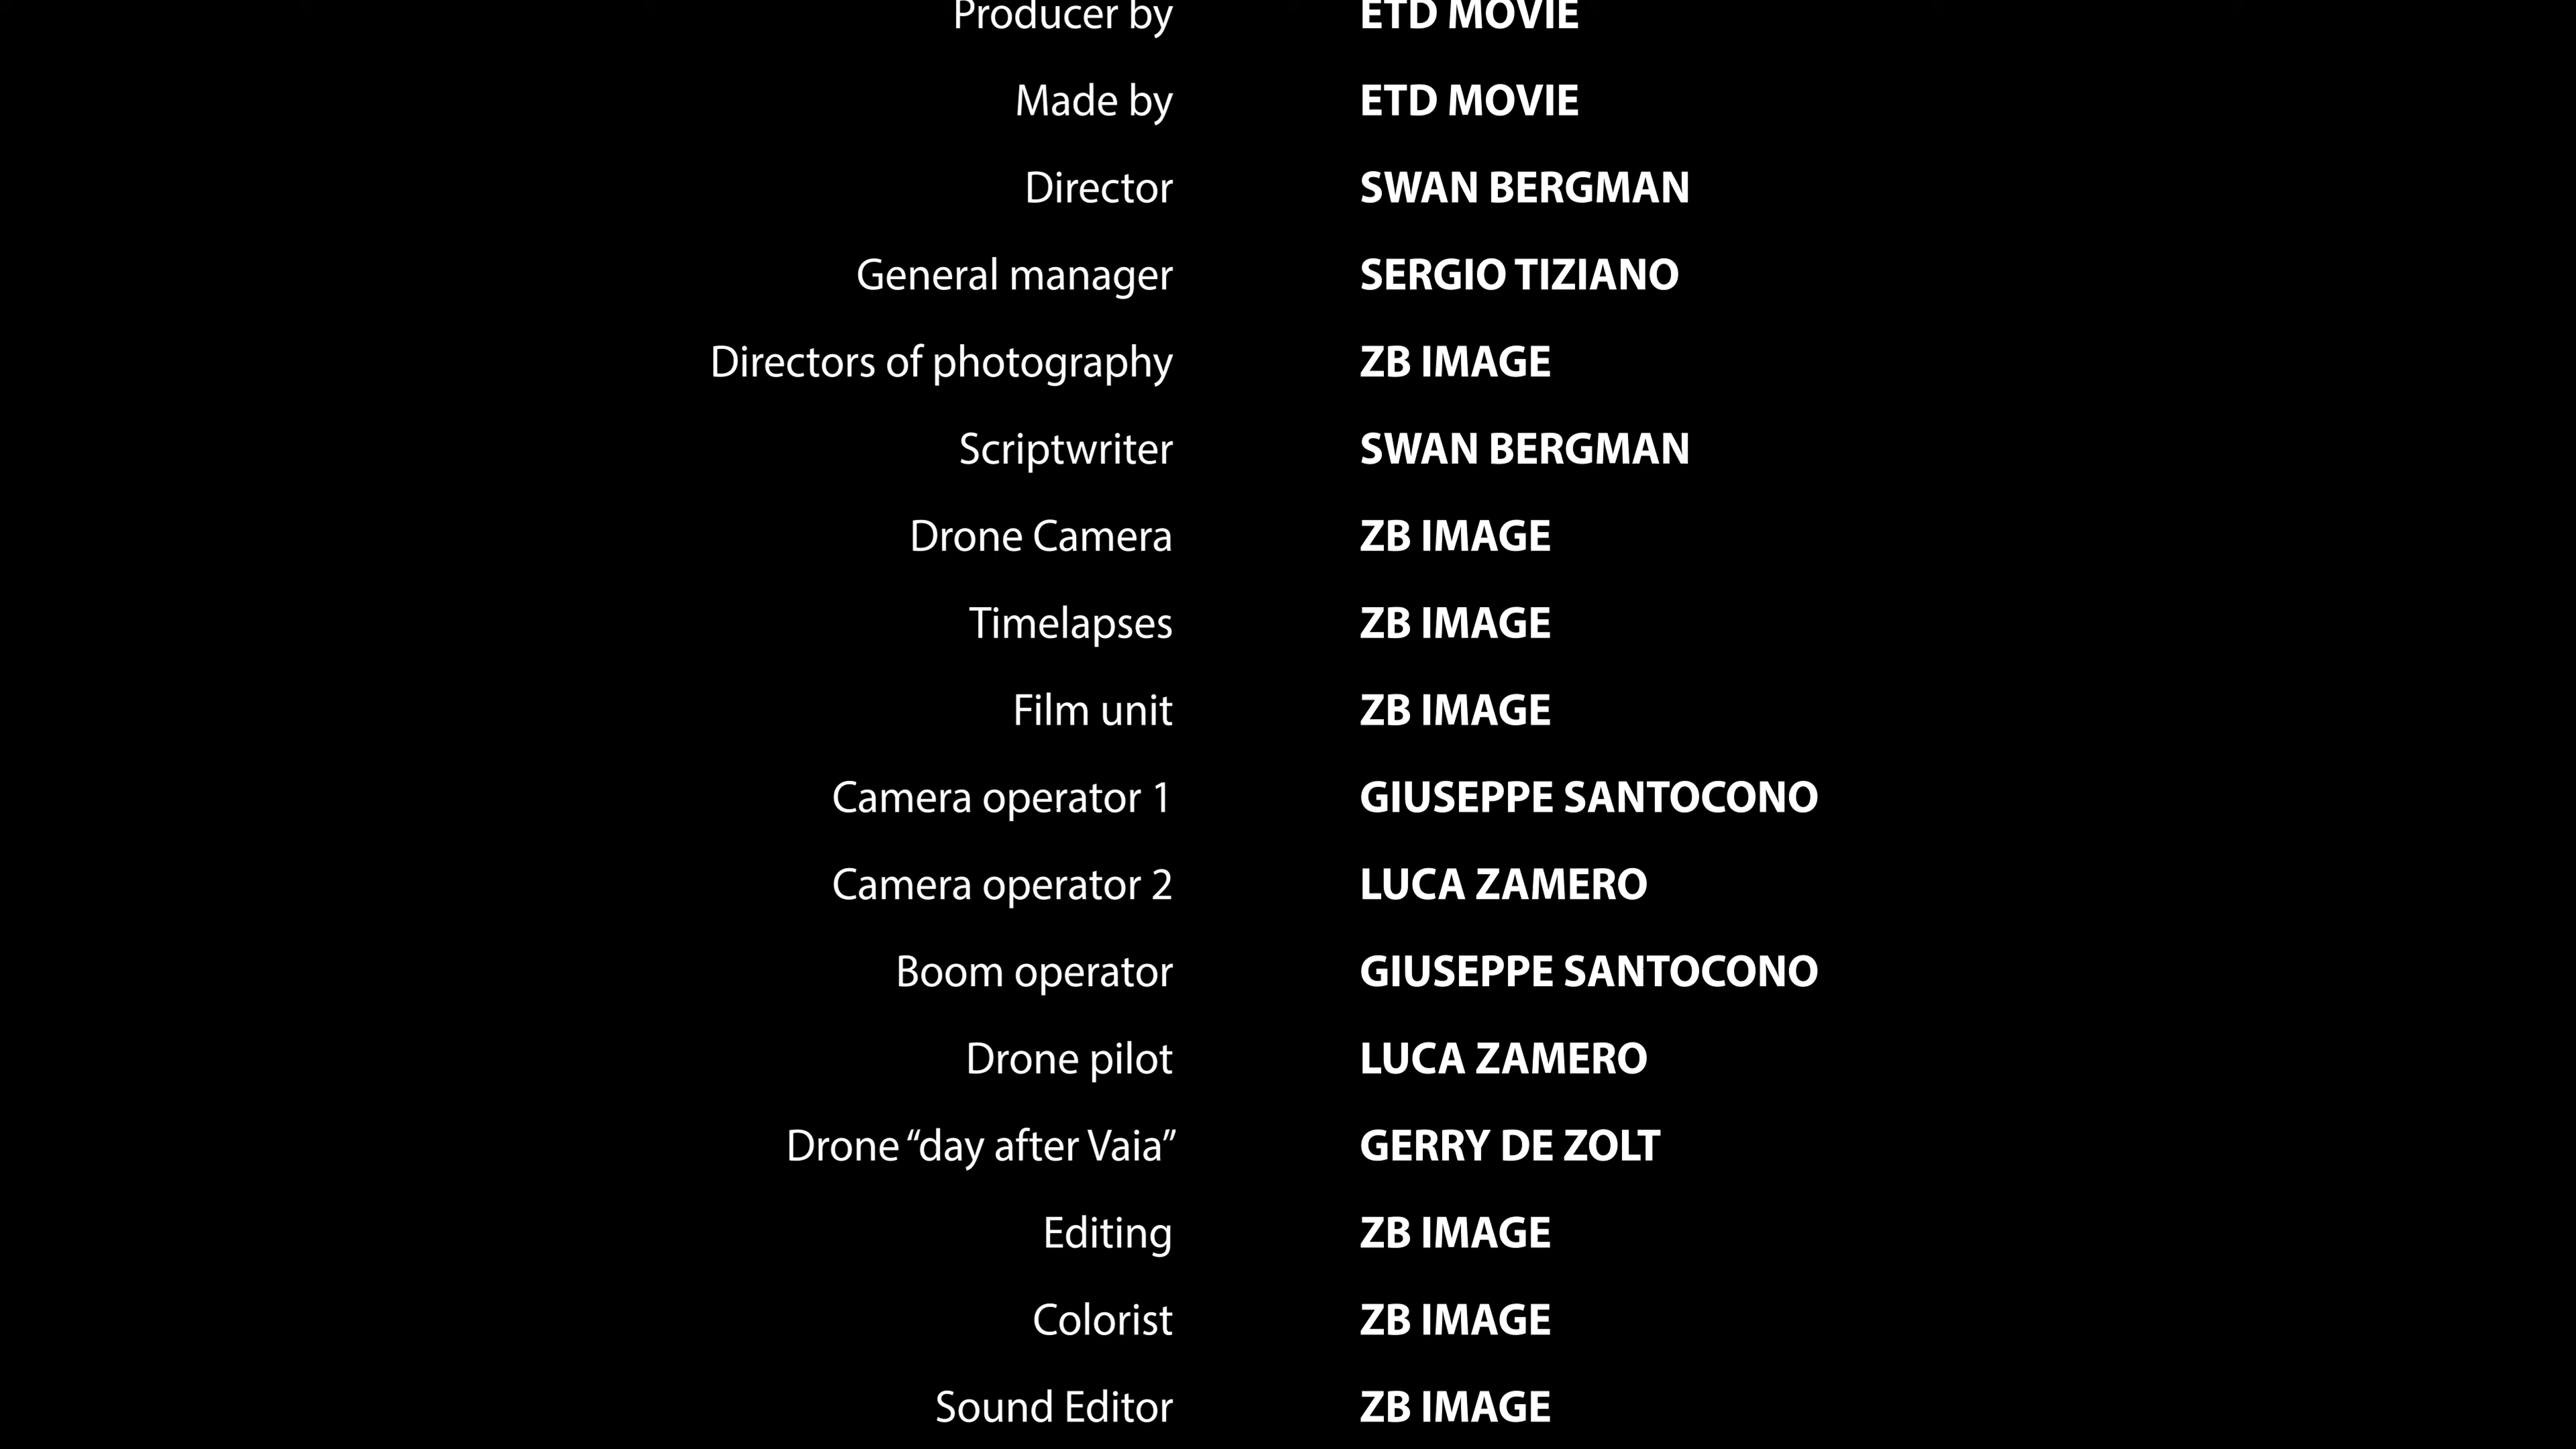 Producer by ETD MOVIE
Made by ETD MOVIE
Director SWAN BERGMAN
General manager SERGIO TIZIANO
Directors of photography ZB IMAGE
Scriptwriter SWAN BERGMAN
Drone Camera ZB IMAGE
Timelapses ZB IMAGE
Film unit ZB IMAGE
Camera operator 1 GIUSEPPE SANTOCONO
Camera operator 2 LUCA ZAMERO
Boom operator GIUSEPPE SANTOCONO
Drone pilot LUCA ZAMERO
Drone “day after Vaia” GERRY DE ZOLT
Editing ZB IMAGE
Colorist ZB IMAGE
Sound Editor ZB IMAGE